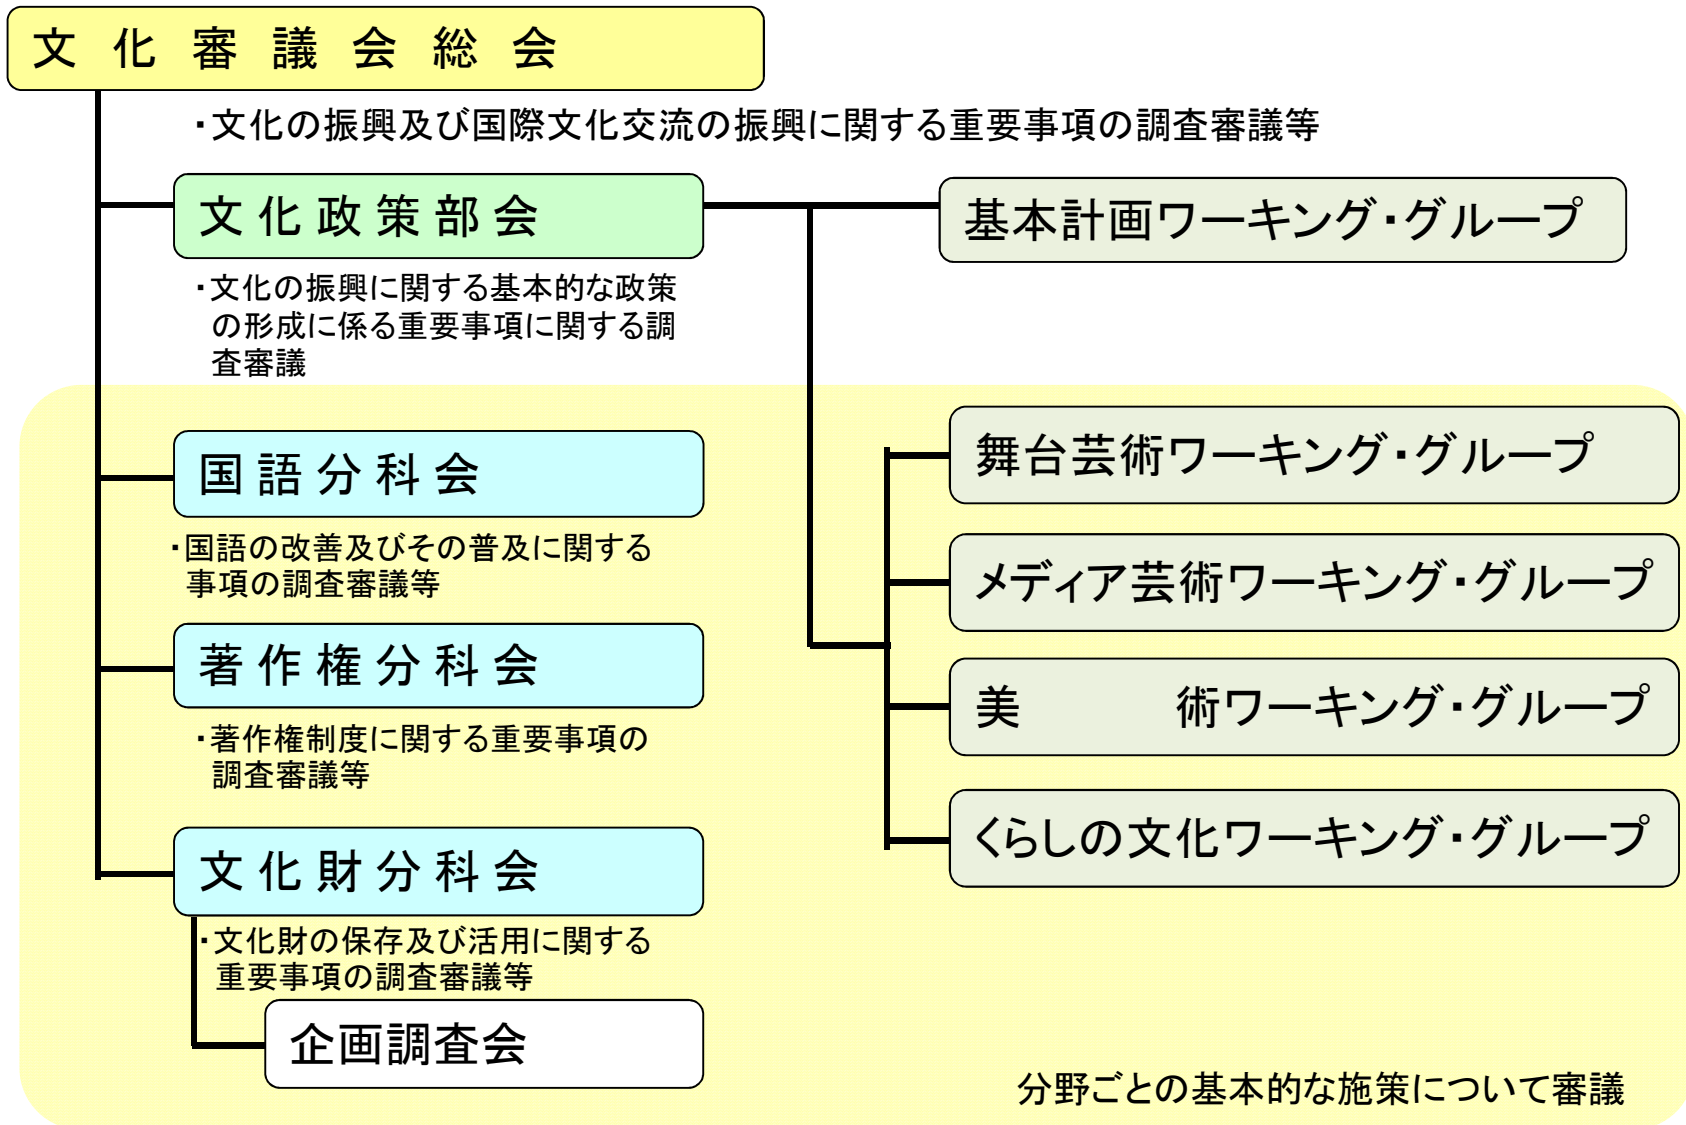 文化審議会総会
・文化の振興及び国際文化交流の振興に関する重要事項の調査審議等
文化政策部会
・文化の振興に関する基本的な政策
の形成に係る重要事項に関する調
査審議
基本計画ワーキング・グループ
国語分科会
・国語の改善及びその普及に関する
事項の調査審議等
著作権分科会
・著作権制度に関する重要事項の
調査審議等
文化財分科会
・文化財の保存及び活用に関する
重要事項の調査審議等
企画調査会
舞台芸術ワーキング・グループ
メディア芸術ワーキング・グループ
美　　　術ワーキング・グループ
くらしの文化ワーキング・グループ
分野ごとの基本的な施策について審議